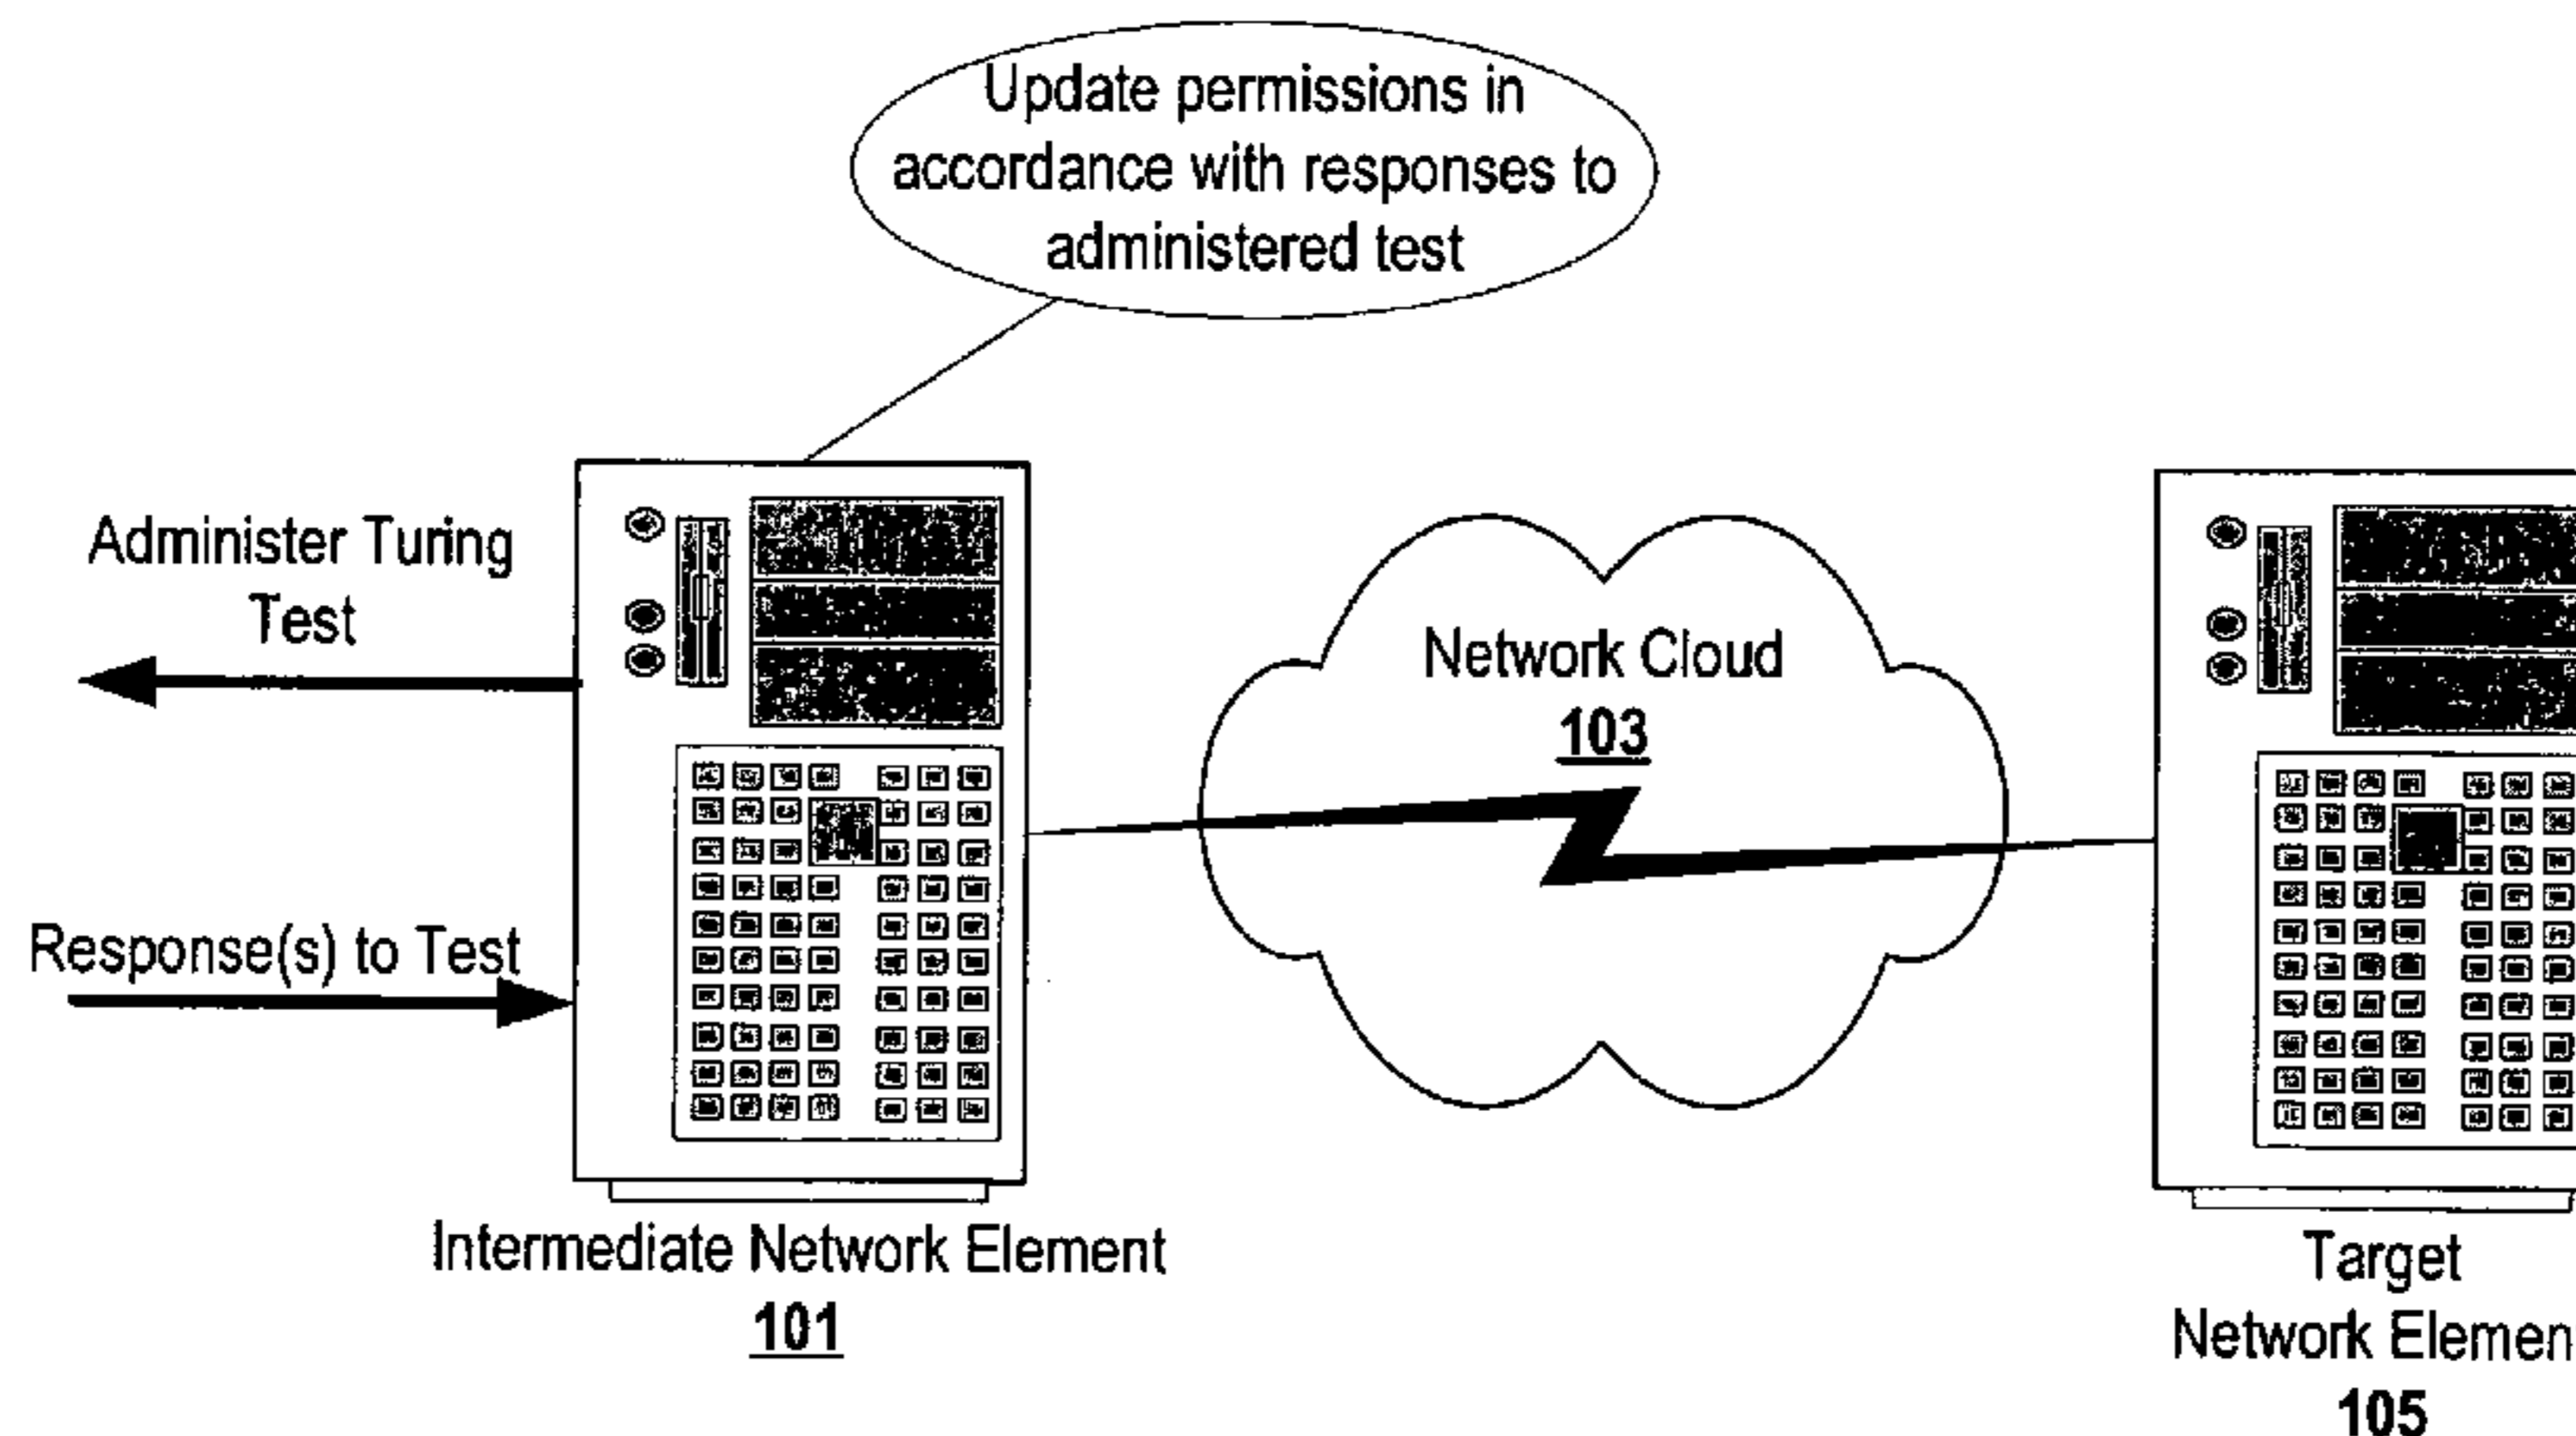 Update permissions in
accordance with responses to
administered test
Administer Turing
Test
Response(s) to Test
Network Cloud
103
Intermediate Network Element
101
Target
Network Elemen
105